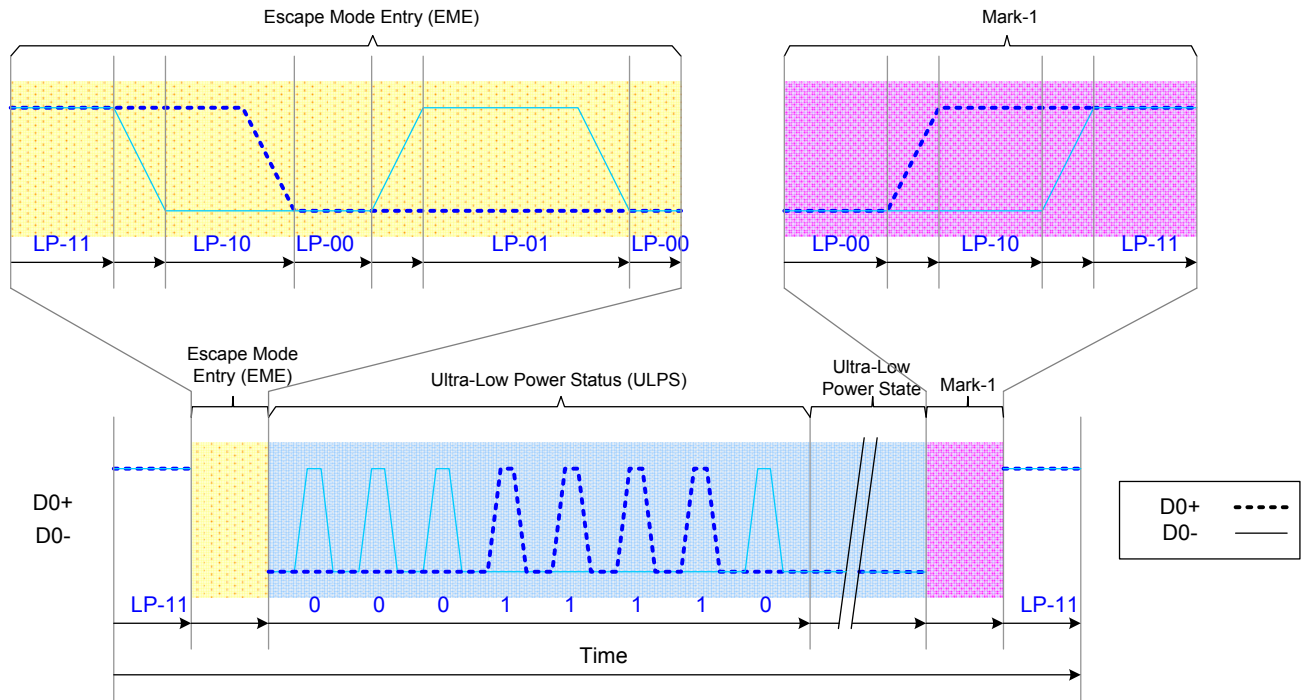 Escape Mode Entry (EME)
Mark-1
LP-11 LP-10 LP-00 LP-01 LP-00
LP-00 LP-10 LP-11
Escape Mode
Entry (EME)
Ultra-Low Power Status (ULPS)
Ultra-Low
Power State
Mark-1
D0+
D0-
D0+
D0-
LP-11 0 0 0 1 1 1 1 0 LP-11
Time